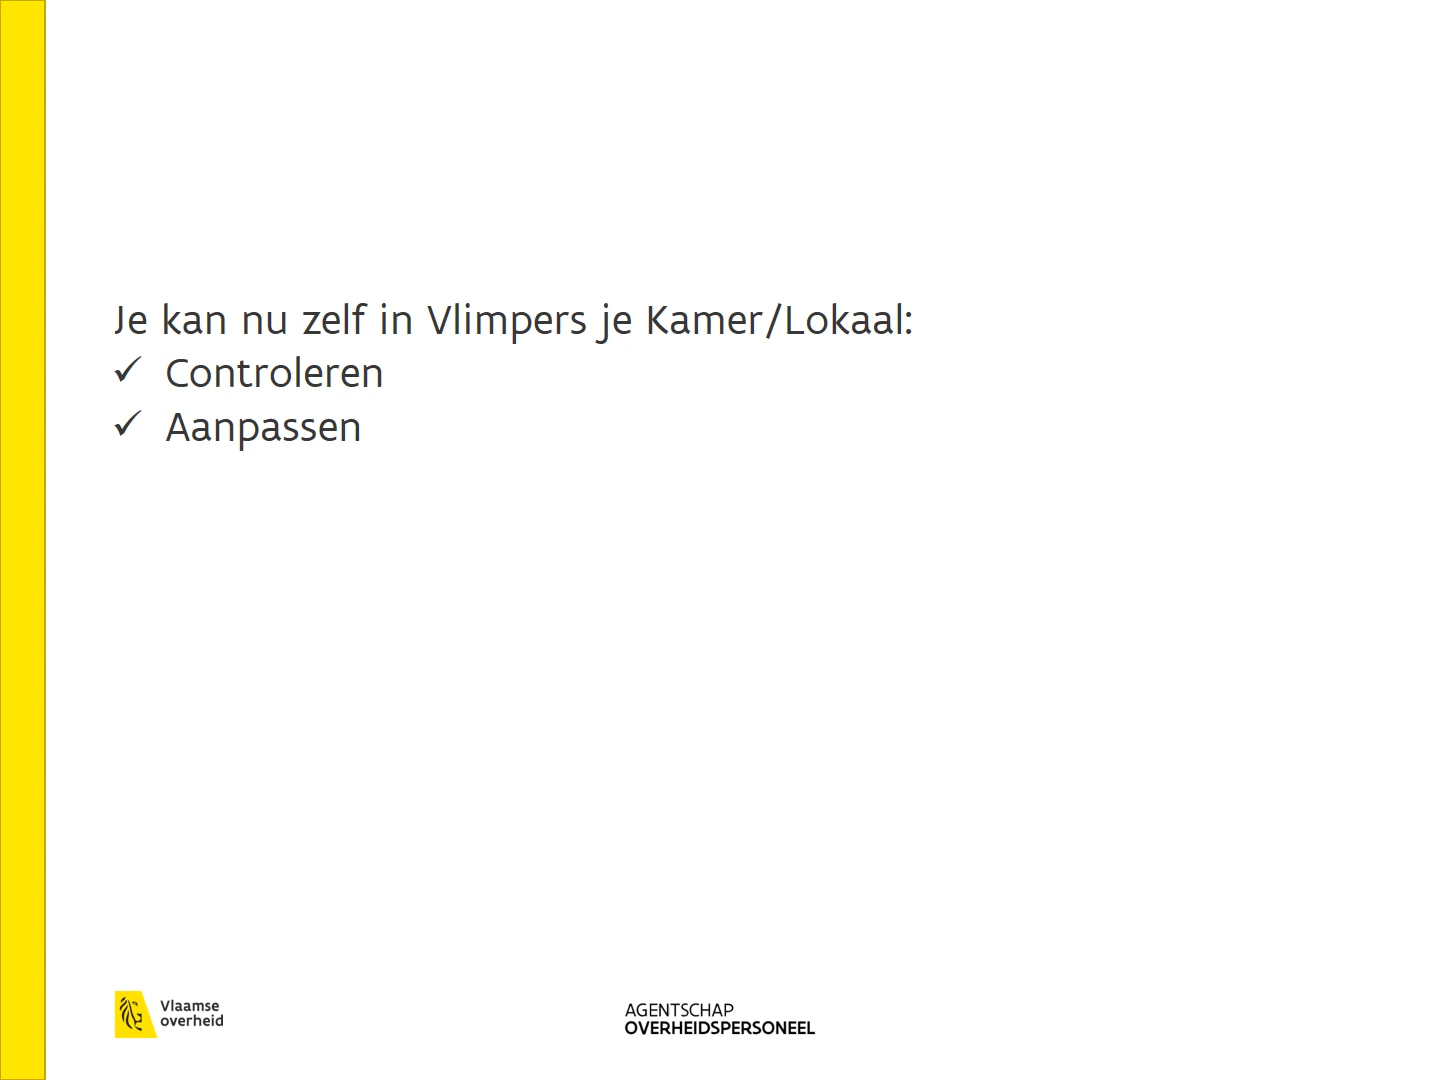 Je kan nu zelf in Vlimpers je Kamer/Lokaal:
✓ Controleren
✓ Aanpassen
Vlaamse
overheid
AGENTSCHAP
OVERHEIDSPERSONEEL